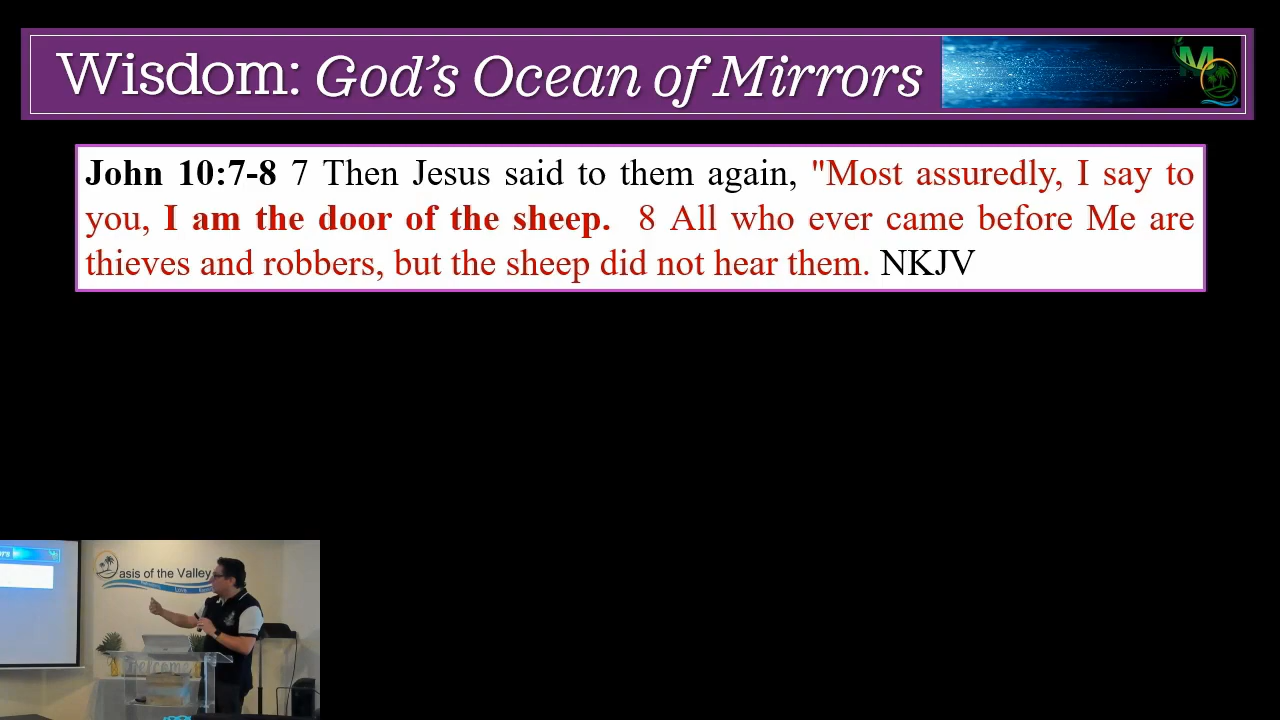 Wisdom: God's Ocean of Mirrors
M
John 10:7-8 7 Then Jesus said to them again, "Most assuredly, I say to
you, I am the door of the sheep. 8 All who ever came before Me are
thieves and robbers, but the sheep did not hear them. NKJV
asis of the Valley
Love
welcome